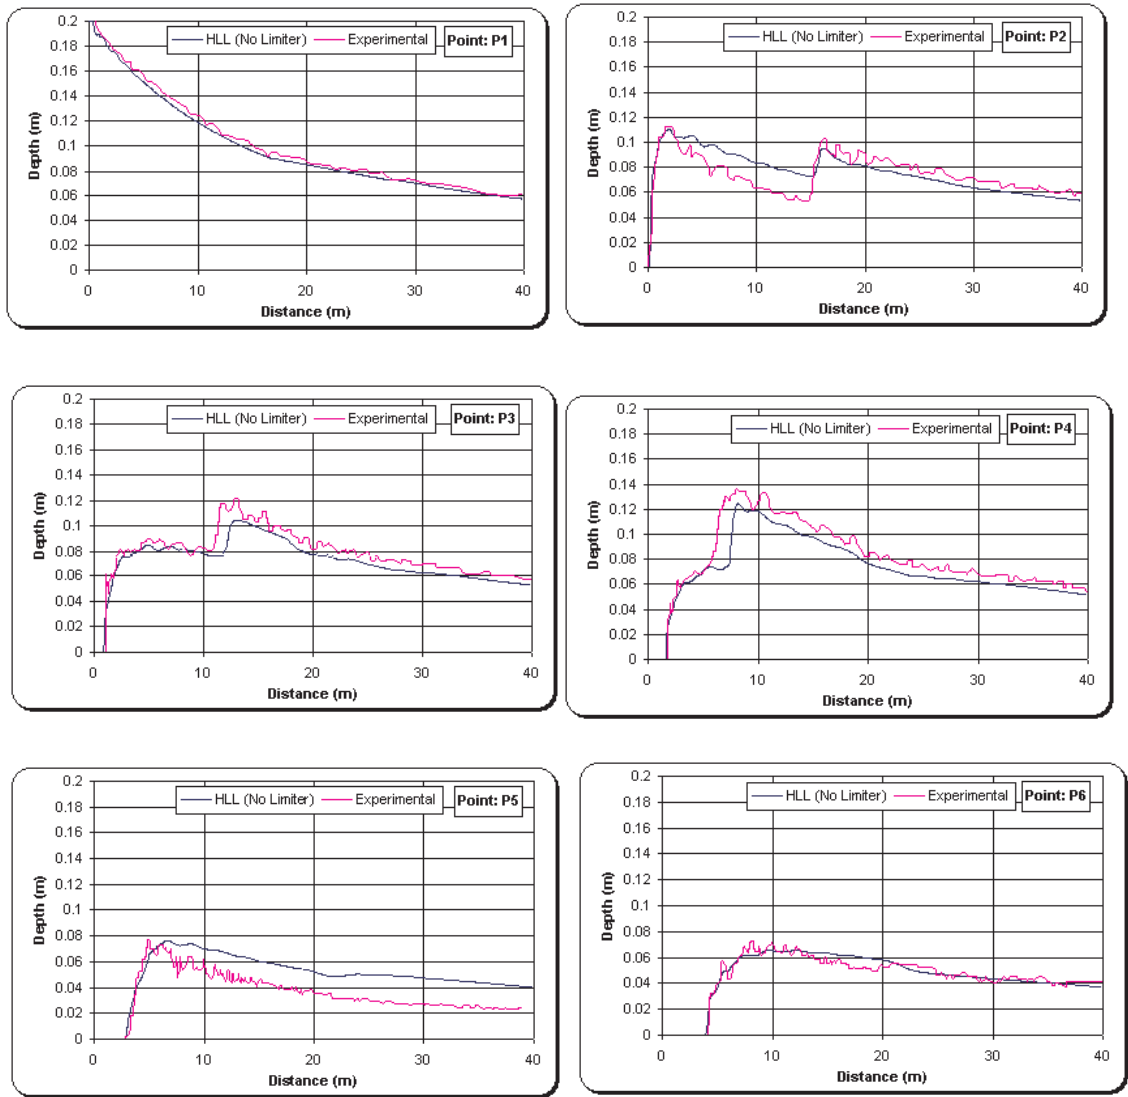 0.2
HLL (No Limiter) Experimental Point: P1
0.18
0.16
0.14
0.12
0.1
0.08
0.06
0.04
0.02
0
Depth (m)
0 10 20 30 40
Distance (m)
0.2
HLL (No Limiter) Experimental Point: P2
0.18
0.16
0.14
0.12
0.1
0.08
0.06
0.04
0.02
0
Depth (m)
0 10 20 30 40
Distance (m)
0.2
HLL (No Limiter) Experimental Point: P3
0.18
0.16
0.14
0.12
0.1
0.08
0.06
0.04
0.02
0
Depth (m)
0 10 20 30 40
Distance (m)
0.2
HLL (No Limiter) Experimental Point: P4
0.18
0.16
0.14
0.12
0.1
0.08
0.06
0.04
0.02
0
Depth (m)
0 10 20 30 40
Distance (m)
0.2
HLL (No Limiter) Experimental Point: P5
0.18
0.16
0.14
0.12
0.1
0.08
0.06
0.04
0.02
0
Depth (m)
0 10 20 30 40
Distance (m)
0.2
HLL (No Limiter) Experimental Point: P6
0.18
0.16
0.14
0.12
0.1
0.08
0.06
0.04
0.02
0
Depth (m)
0 10 20 30 40
Distance (m)